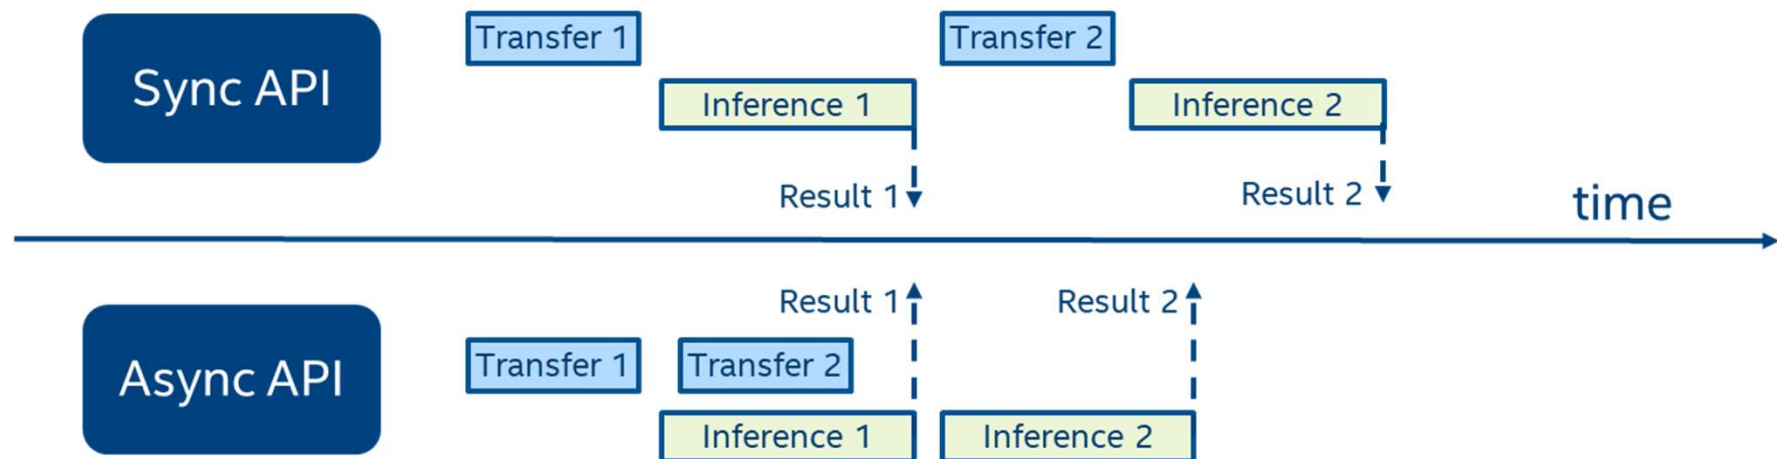 Transfer 1
Transfer 2
Sync API
Inference 1
Inference 2
Result 1
Result 2
time
Result 1
Result 2
Async API
Transfer 1
Transfer 2
Inference 1
Inference 2